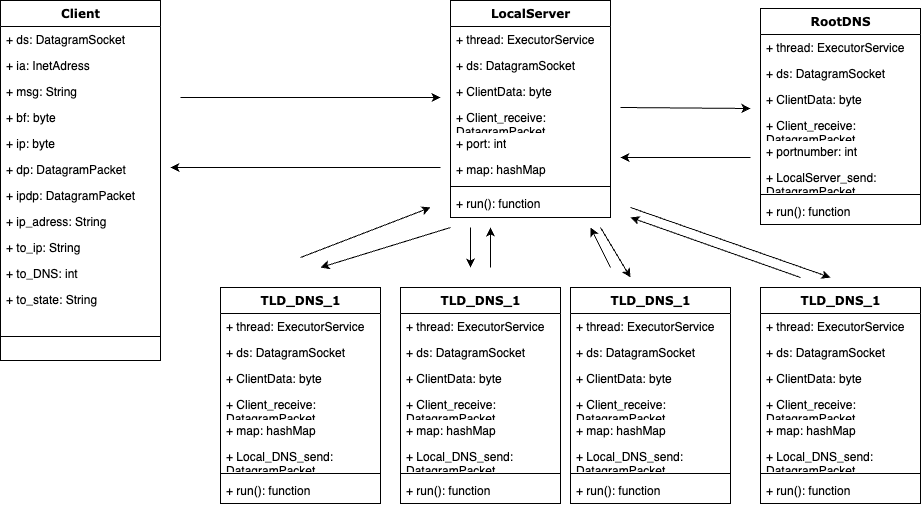 Client
+ ds: DatagramSocket
+ ia: InetAdress
+ msg: String
+ bf: byte
+ ip: byte
+ dp: DatagramPacket
+ ipdp: DatagramPacket
+ ip_adress: String
+ to_ip: String
+ to_DNS: int
+ to_state: String
LocalServer
+ thread: ExecutorService
+ ds: DatagramSocket
+ ClientData: byte
+ Client_receive:
DatagramPacket
+ port: int
+ map: hashMap
+ run(): function
RootDNS
+ thread: ExecutorService
+ ds: DatagramSocket
+ ClientData: byte
+ Client_receive:
DatagramPacket
+ portnumber: int
+ LocalServer_send:
DatagramPacket
+ run(): function
TLD_DNS_1
+ thread: ExecutorService
+ ds: DatagramSocket
+ ClientData: byte
+ Client_receive:
DatagramPacket
+ map: hashMap
+ Local_DNS_send:
DatagramPacket
+ run(): function
TLD_DNS_1
+ thread: ExecutorService
+ ds: DatagramSocket
+ ClientData: byte
+ Client_receive:
DatagramPacket
+ map: hashMap
+ Local_DNS_send:
DatagramPacket
+ run(): function
TLD_DNS_1
+ thread: ExecutorService
+ ds: DatagramSocket
+ ClientData: byte
+ Client_receive:
DatagramPacket
+ map: hashMap
+ Local_DNS_send:
DatagramPacket
+ run(): function
TLD_DNS_1
+ thread: ExecutorService
+ ds: DatagramSocket
+ ClientData: byte
+ Client_receive:
DatagramPacket
+ map: hashMap
+ Local_DNS_send:
DatagramPacket
+ run(): function